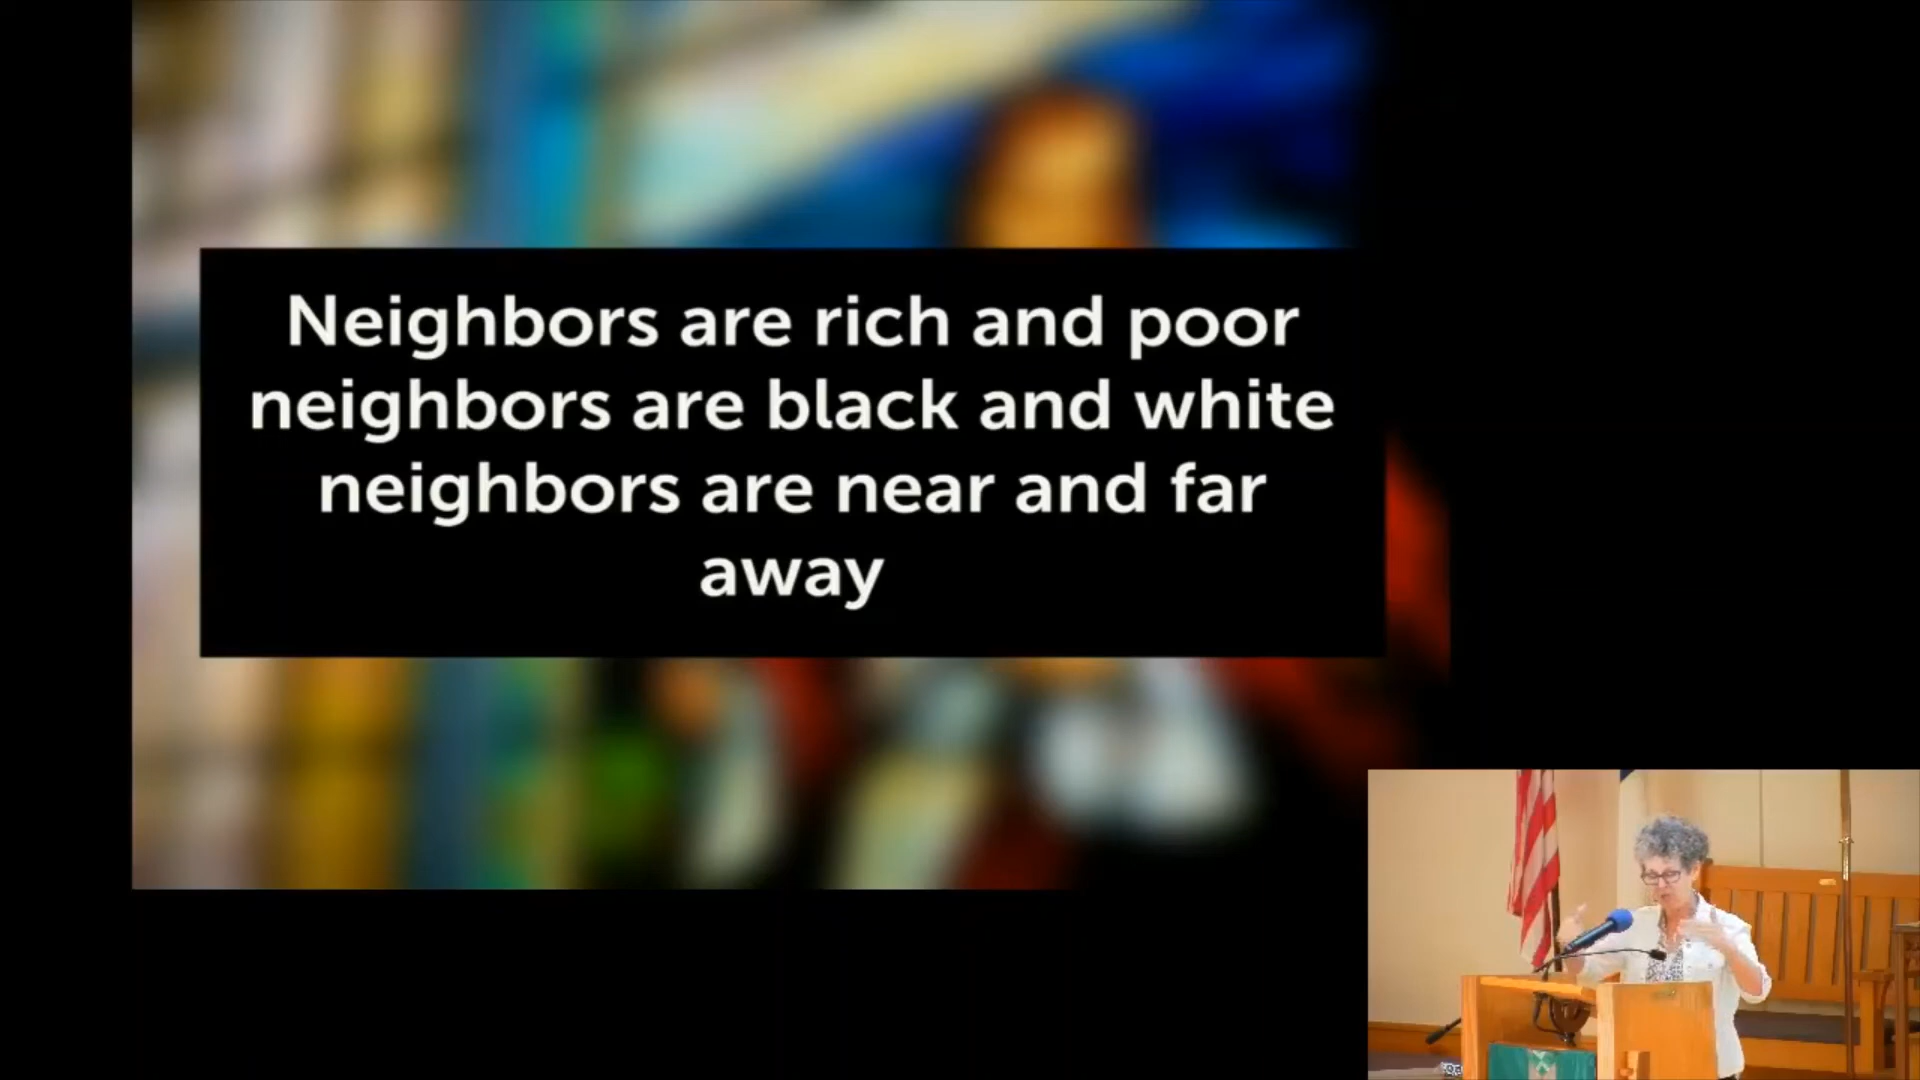 Neighbors are rich and poor
neighbors are black and white
neighbors are near and far
away